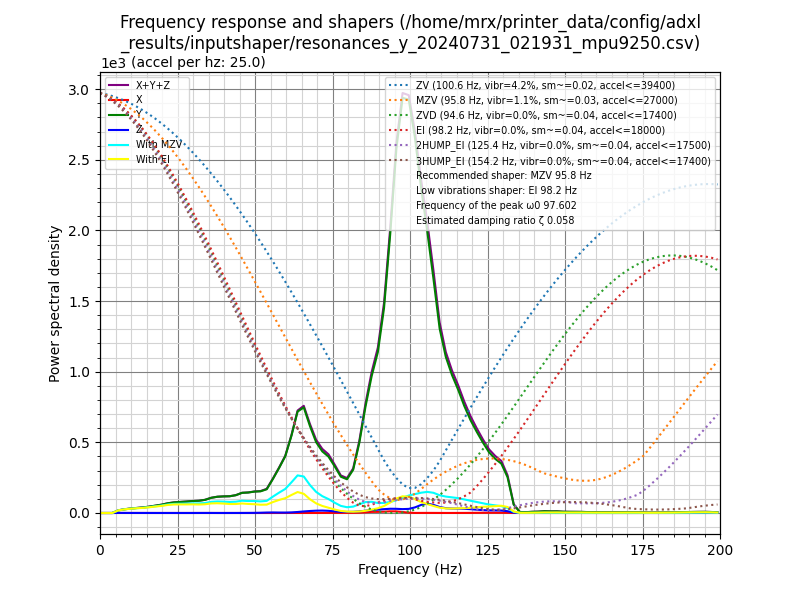 Frequency response and shapers (/home/mrx/printer_data/config/adxl
_results/inputshaper/resonances_y_20240731_021931_mpu9250.csv)
1e3 (accel per hz: 25.0)
X+Y+Z
X
Y
Z
With MZV
With EI
ZV (100.6 Hz, vibr=4.2%, sm~=0.02, accel<=39400)
MZV (95.8 Hz, vibr=1.1%, sm~=0.03, accel<=27000)
ZVD (94.6 Hz, vibr=0.0%, sm~=0.04, accel<=17400)
EI (98.2 Hz, vibr=0.0%, sm~=0.04, accel<=18000)
2HUMP_EI (125.4 Hz, vibr=0.0%, sm~=0.04, accel<=17500)
3HUMP_EI (154.2 Hz, vibr=0.0%, sm~=0.04, accel<=17400)
Recommended shaper: MZV 95.8 Hz
Low vibrations shaper: EI 98.2 Hz
Frequency of the peak ω0 97.602
Estimated damping ratio ζ 0.058
Power spectral density
3.0
2.5
2.0
1.5
1.0
0.5
0.0
0 25 50 75 100 125 150 175 200
Frequency (Hz)